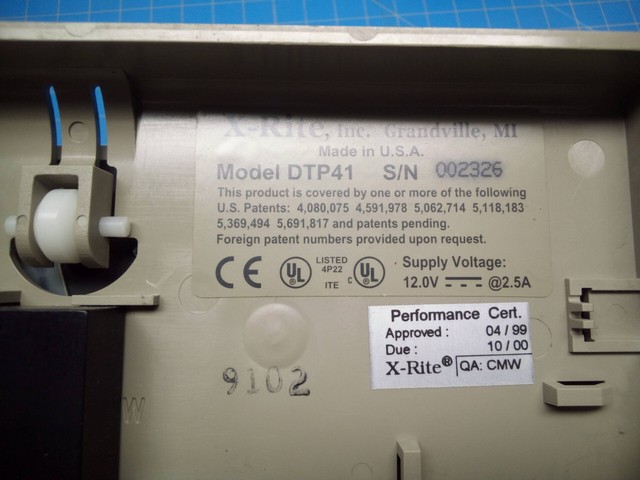 X-Rite, Inc. Grandville, MI
Made in U.S.A.
Model DTP41 S/N 002326
This product is covered by one or more of the following
U.S. Patents: 4,080,075 4,591,978 5,062,714 5,118,183
5,369,494 5,691,817 and patents pending.
Foreign patent numbers provided upon request.
CE UL LISTED 4P22 ITE c UL
Supply Voltage:
12.0V ⎓ @2.5A
Performance Cert.
Approved : 04 / 99
Due : 10 / 00
X-Rite® QA: CMW
9102
W